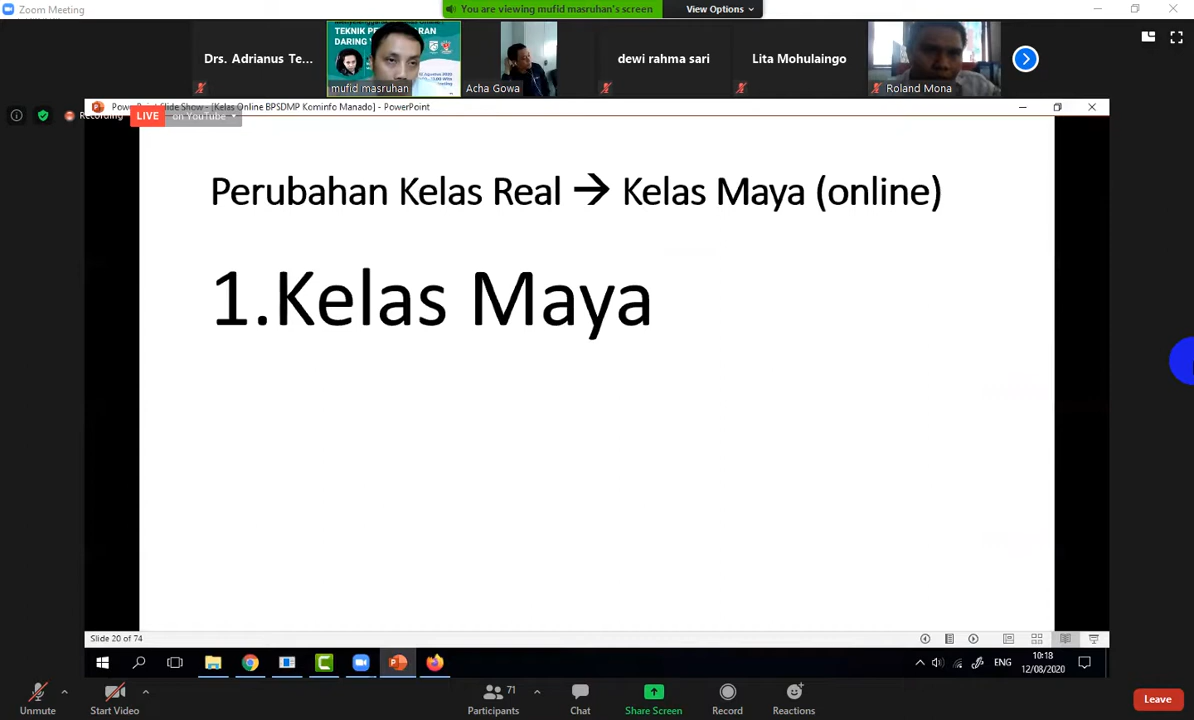 Zoom Meeting
You are viewing mufid masruhan's screen
View Options
Drs. Adrianus Te...
TEKNIK PE
ARAN
DARING
mufid masruhan
Acha Gowa
dewi rahma sari
Lita Mohulaingo
Roland Mona
PowerPoint Slide Show - [Kelas Online BPSDMP Kominfo Manado] - PowerPoint
Recording
LIVE
on YouTube
Perubahan Kelas Real → Kelas Maya (online)
1.Kelas Maya
Slide 20 of 74
ENG
10:18
12/08/2020
Unmute
Start Video
Participants
71
Chat
Share Screen
Record
Reactions
Leave